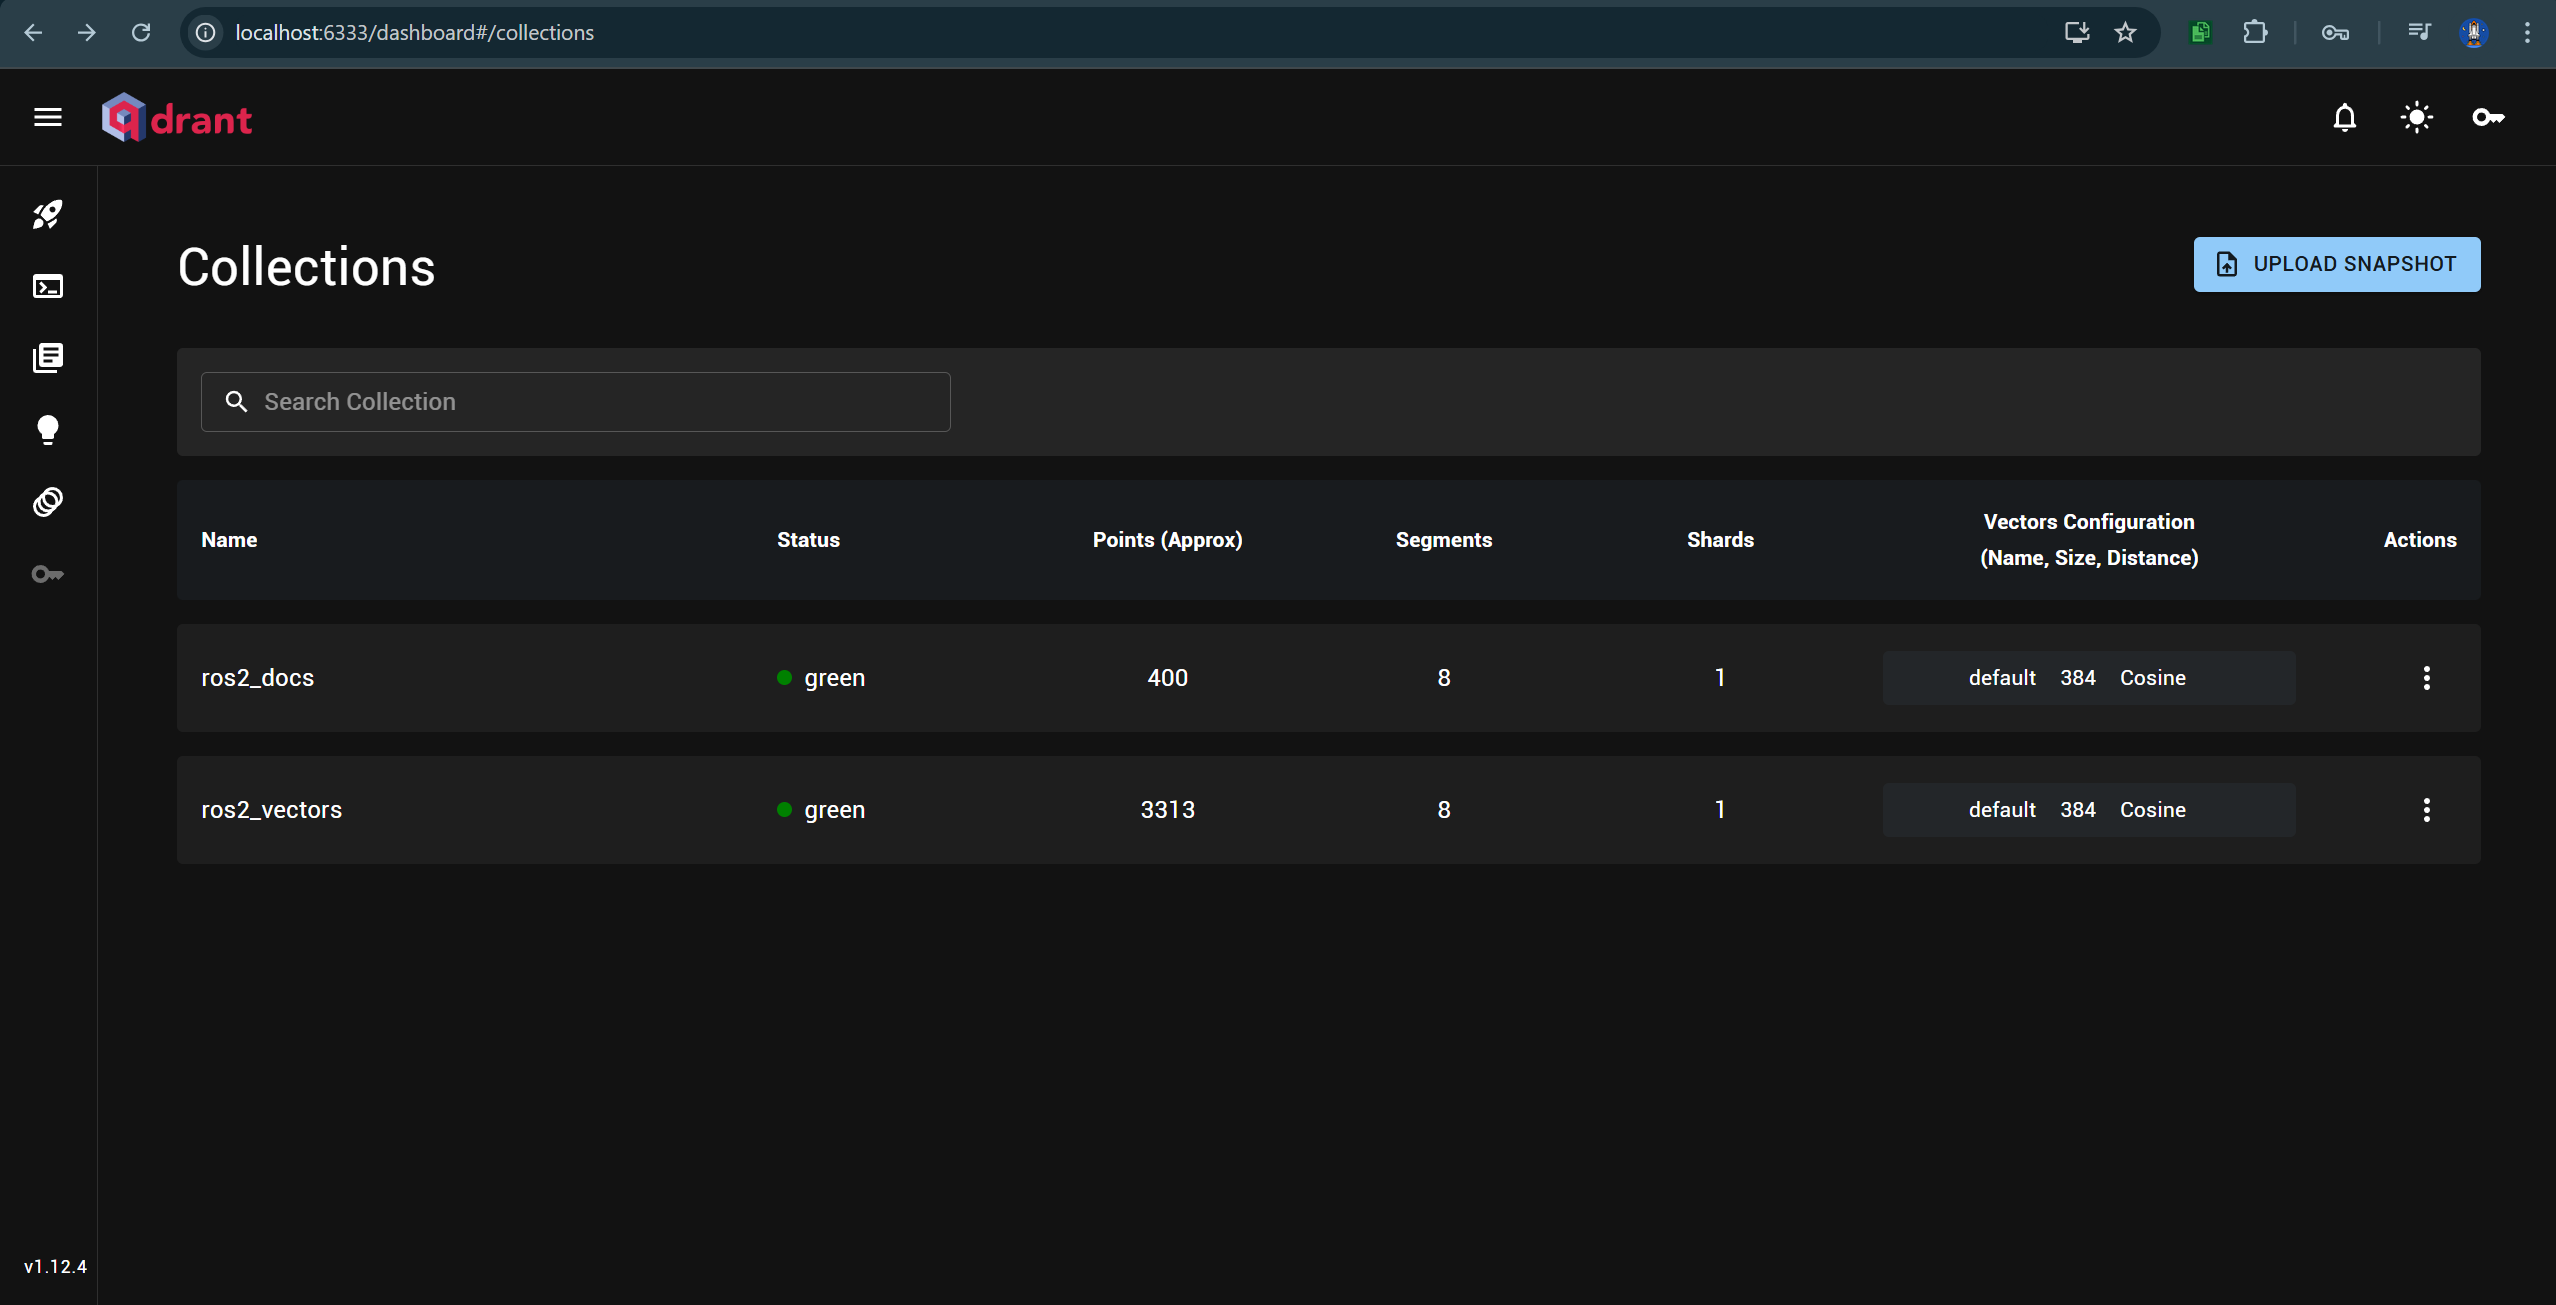 localhost:6333/dashboard#/collections
qdrant
Collections
UPLOAD SNAPSHOT
Search Collection
Name Status Points (Approx) Segments Shards Vectors Configuration (Name, Size, Distance) Actions
ros2_docs green 400 8 1 default 384 Cosine
ros2_vectors green 3313 8 1 default 384 Cosine
v1.12.4